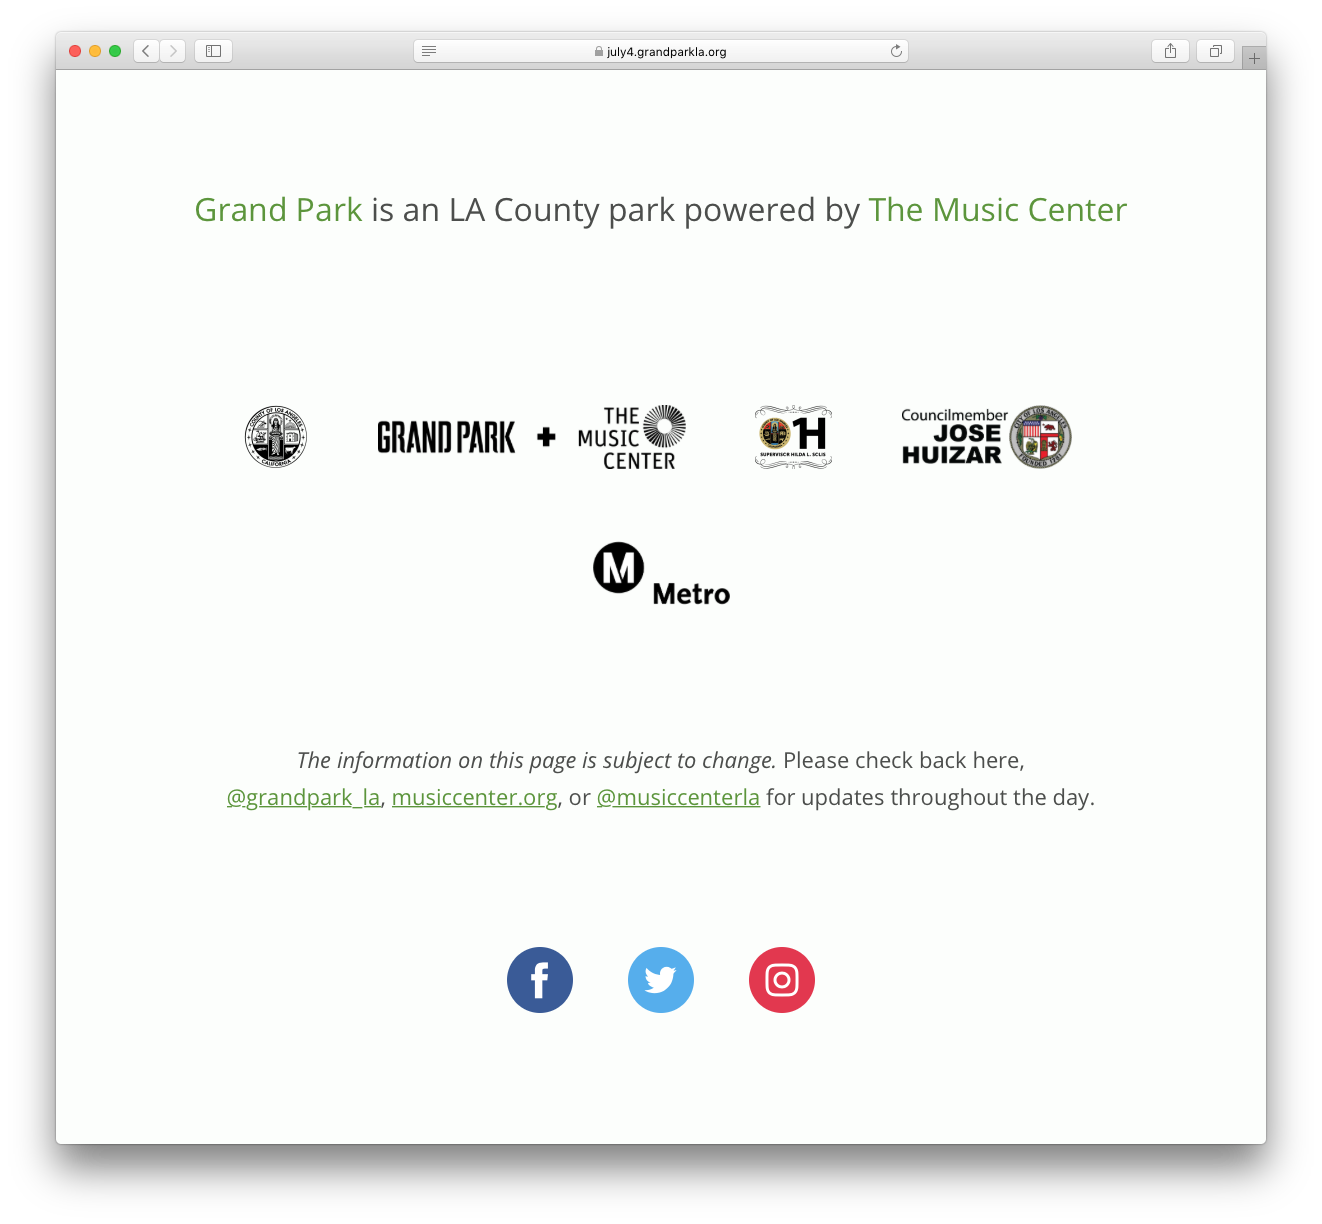 july4.grandparkla.org
Grand Park is an LA County park powered by The Music Center
COUNTY OF LOS ANGELES
CALIFORNIA
GRAND PARK + THE MUSIC CENTER
1H
SUPERVISOR HILDA L. SOLIS
Councilmember
JOSE
HUIZAR
CITY OF LOS ANGELES
FOUNDED 1781
M Metro
The information on this page is subject to change. Please check back here,
@grandpark_la, musiccenter.org, or @musiccenterla for updates throughout the day.